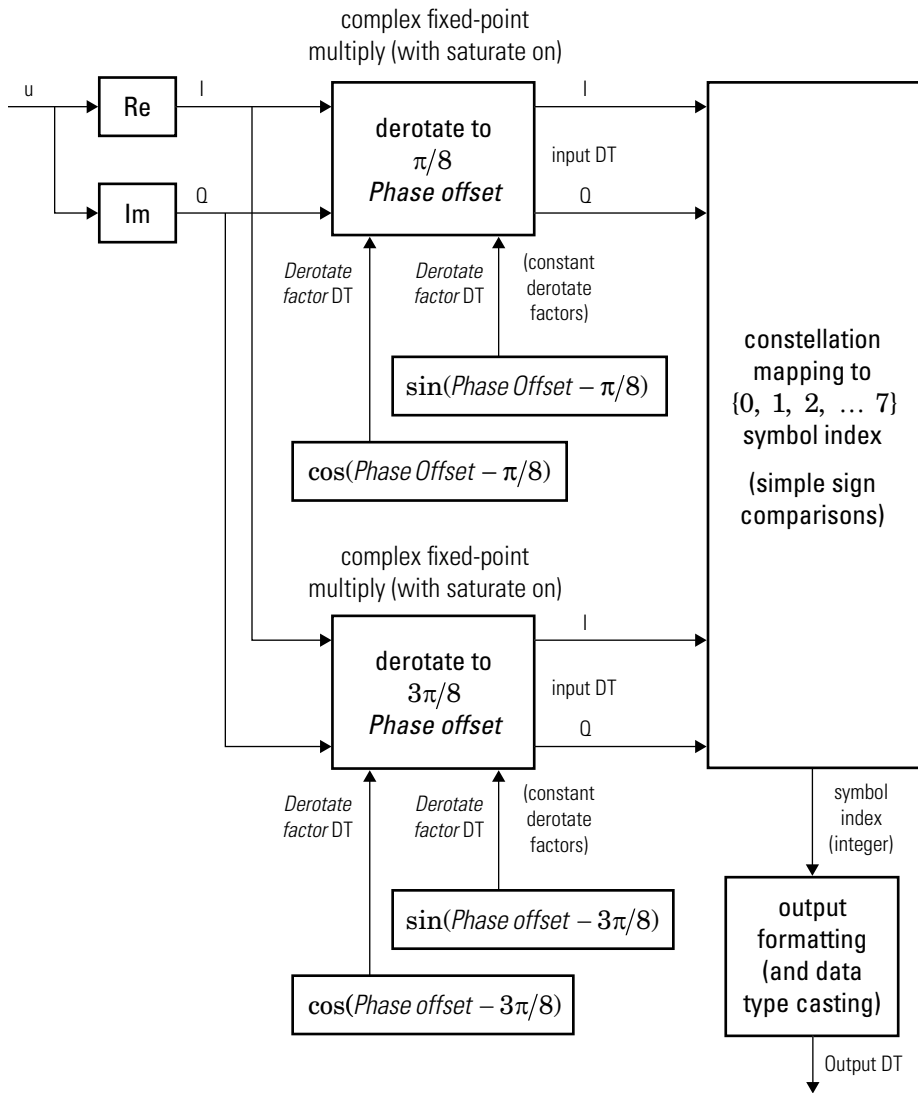 complex fixed-point
multiply (with saturate on)
u
Re
I
derotate to
π/8
Phase offset
I
input DT
Q
Im
Q
Derotate
factor DT
Derotate
factor DT
(constant
derotate
factors)
sin(Phase Offset − π/8)
cos(Phase Offset − π/8)
constellation
mapping to
{0, 1, 2, … 7}
symbol index
(simple sign
comparisons)
complex fixed-point
multiply (with saturate on)
derotate to
3π/8
Phase offset
I
input DT
Q
Derotate
factor DT
Derotate
factor DT
(constant
derotate
factors)
sin(Phase offset − 3π/8)
cos(Phase offset − 3π/8)
symbol
index
(integer)
output
formatting
(and data
type casting)
Output DT